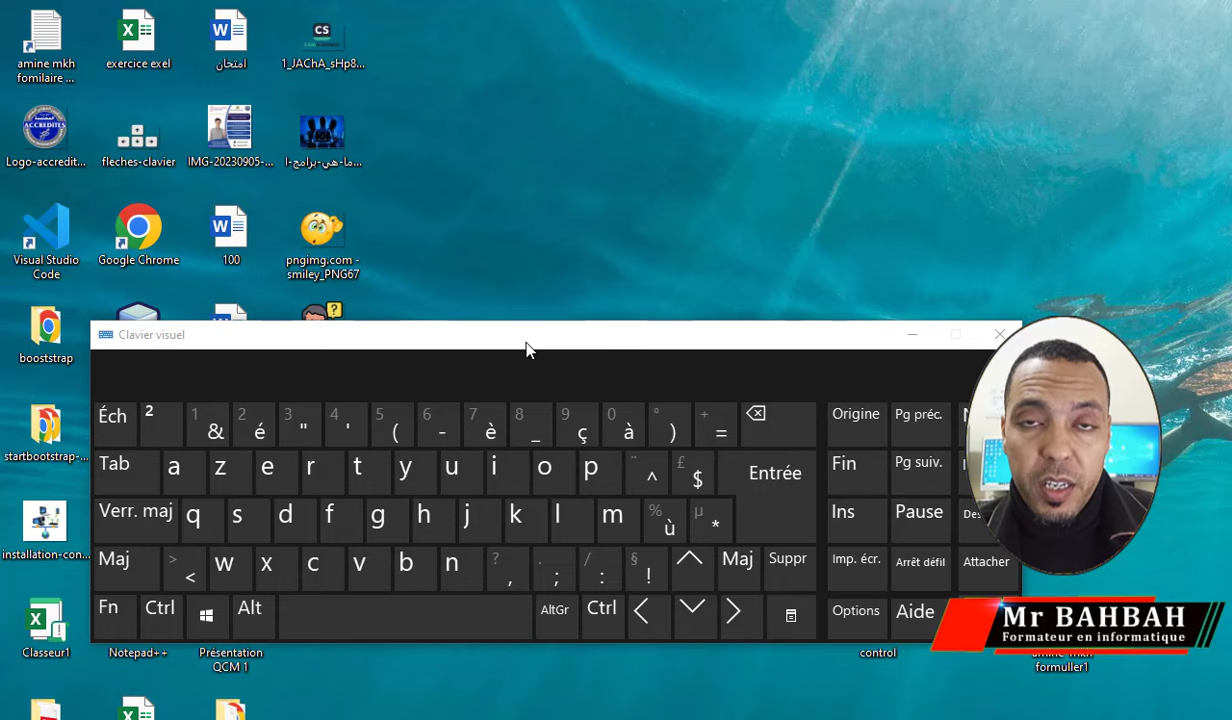 amine mkh
fomilaire ...
exercice exel
امتحان
1_JAChA_sHp8...
CS
ACCREDITES
Logo-accredit...
fleches-clavier
IMG-20230905-...
ما-هي-برامج-ا...
Visual Studio
Code
Google Chrome
100
pngimg.com -
smiley_PNG67
booststrap
Clavier visuel
Éch
2
1 &
2 é
3 "
4 '
5 (
6 -
7 è
8 _
9 ç
0 à
° )
+ =
Origine
Pg préc.
Tab
a z e r t y u i o p
¨ ^
£ $
Entrée
Fin
Pg suiv.
startbootstrap-...
Verr. maj
q s d f g h j k l m
% ù
µ *
Ins
Pause
installation-con...
Maj
> <
w x c v b n
? ,
. ;
/ :
§ !
Maj
Suppr
Imp. écr.
Arrêt défil
Attacher
Fn
Ctrl
Alt
AltGr
Ctrl
Options
Aide
Mr BAHBAH
Formateur en informatique
Classeur1
Notepad++
Présentation
QCM 1
control
formuller1